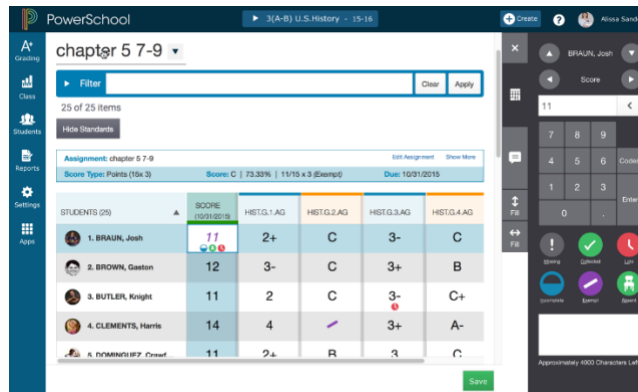 PowerSchool
3(A-B) U.S.History - 15-16
Create
?
Alissa Sande
A+
Grading
Class
Students
Reports
Settings
Apps
chapter 5 7-9
Filter
Clear
Apply
25 of 25 items
Hide Standards
Assignment: chapter 5 7-9
Edit Assignment
Show More
Score Type: Points (15x 3)
Score: C | 73.33% | 11/15 x 3 (Exempt)
Due: 10/31/2015
STUDENTS (25)
SCORE
(10/31/2015)
HIST.G.1.AG
HIST.G.2.AG
HIST.G.3.AG
HIST.G.4.AG
1. BRAUN, Josh 11 2+ C 3- C
2. BROWN, Gaston 12 3- C 3+ B
3. BUTLER, Knight 11 2 C 3- C+
4. CLEMENTS, Harris 14 4 3+ A-
5. DOMINGUEZ, Crawf... 11 2+ B 3 C
Save
Fill
Fill
BRAUN, Josh
Score
11
7 8 9
4 5 6 Codes
1 2 3
0 . Enter
Missing
Collected
Late
Incomplete
Exempt
Absent
Approximately 4000 Characters Left